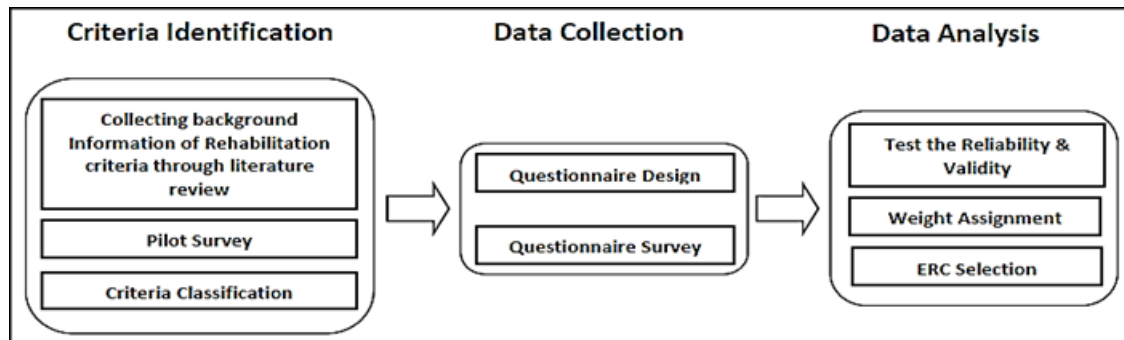 Criteria Identification
Collecting background
Information of Rehabilitation
criteria through literature
review
Pilot Survey
Criteria Classification
Data Collection
Questionnaire Design
Questionnaire Survey
Data Analysis
Test the Reliability &
Validity
Weight Assignment
ERC Selection